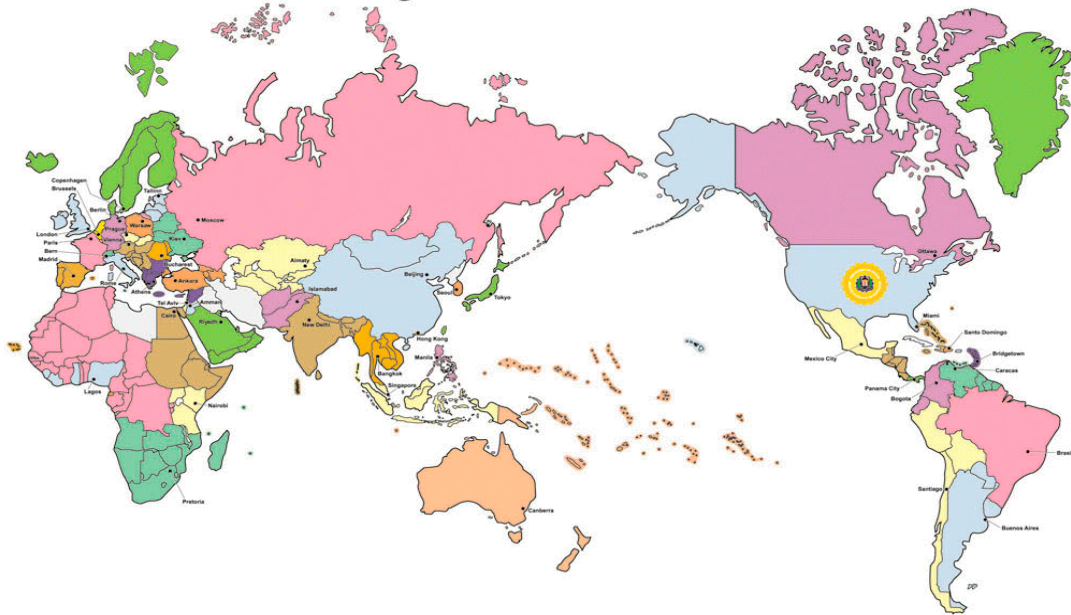 Copenhagen
Brussels
Tallinn
Berlin
Prague
Warsaw
London
Paris
Vienna
Bern
Madrid
Kiev
Moscow
Bucharest
Rome
Athens
Ankara
Almaty
Beijing
Seoul
Tokyo
Tel Aviv
Amman
Cairo
Riyadh
Islamabad
New Delhi
Hong Kong
Manila
Bangkok
Singapore
Lagos
Nairobi
Pretoria
Canberra
Ottawa
Miami
Santo Domingo
Mexico City
Bridgetown
Caracas
Panama City
Bogota
Brasi
Santiago
Buenos Aires